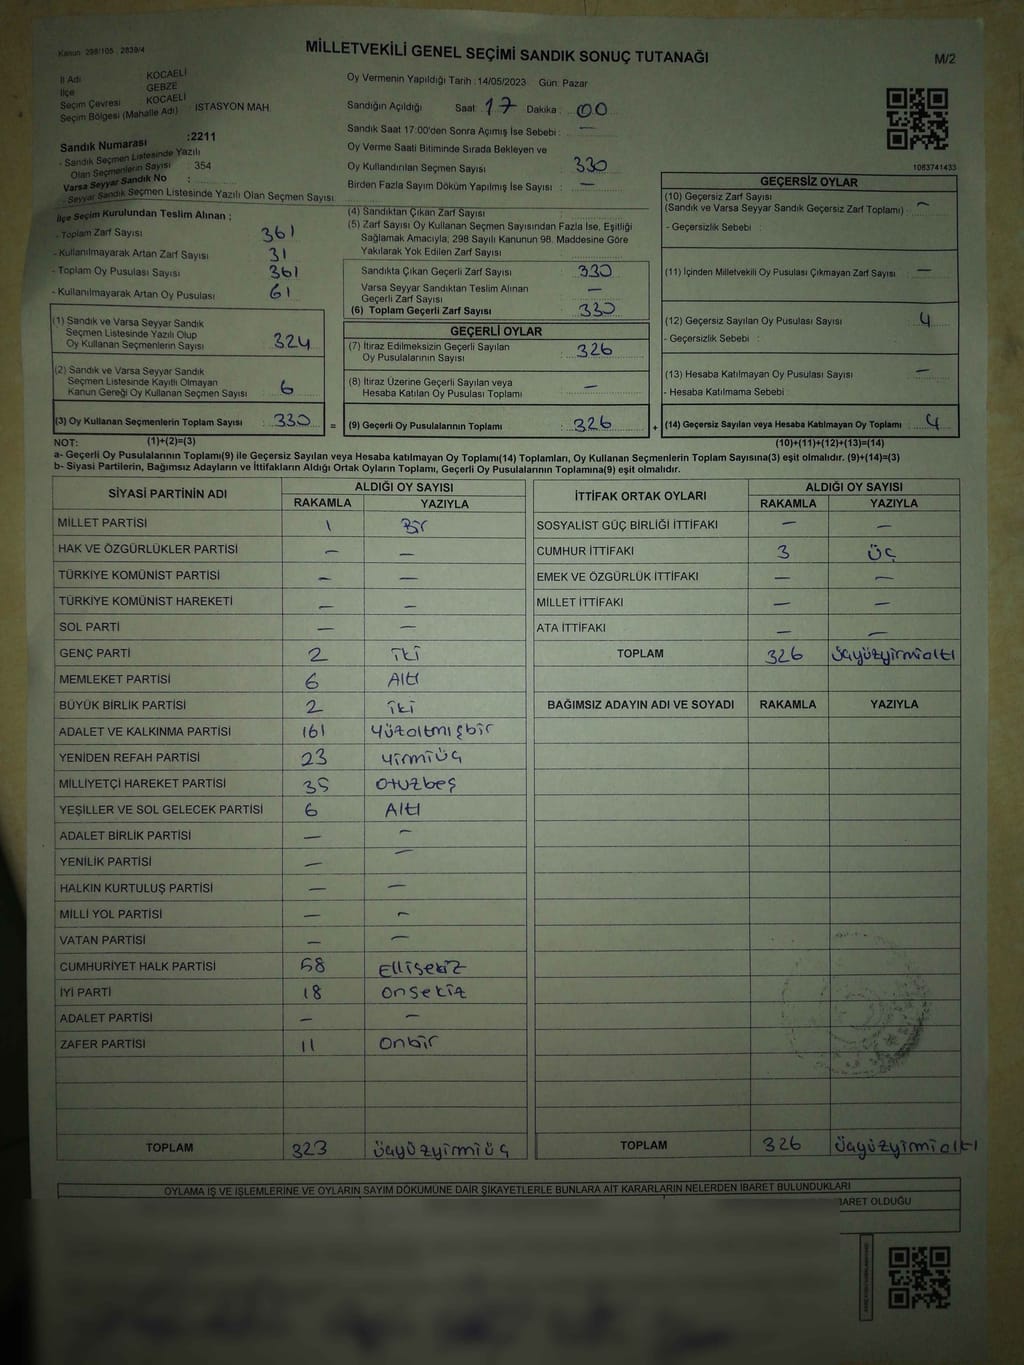 Kanun: 298/105 , 2839/4
MİLLETVEKİLİ GENEL SEÇİMİ SANDIK SONUÇ TUTANAĞI
M/2
İl Adı KOCAELİ
İlçe GEBZE
Seçim Çevresi KOCAELİ
Seçim Bölgesi (Mahalle Adı) : İSTASYON MAH.
Sandık Numarası :2211
- Sandık Seçmen Listesinde Yazılı
Olan Seçmenlerin Sayısı : 354
Varsa Seyyar Sandık No :
- Seyyar Sandık Seçmen Listesinde Yazılı Olan Seçmen Sayısı
Oy Vermenin Yapıldığı Tarih :14/05/2023 Gün: Pazar
Sandığın Açıldığı Saat 17 Dakika : 00
Sandık Saat 17:00'den Sonra Açımış İse Sebebi : —
Oy Verme Saati Bitiminde Sırada Bekleyen ve
Oy Kullandırılan Seçmen Sayısı : 330
Birden Fazla Sayım Döküm Yapılmış İse Sayısı : —
1083741433
İlçe Seçim Kurulundan Teslim Alınan ;
- Toplam Zarf Sayısı : 361
- Kullanılmayarak Artan Zarf Sayısı : 31
- Toplam Oy Pusulası Sayısı : 361
- Kullanılmayarak Artan Oy Pusulası : 61
(1) Sandık ve Varsa Seyyar Sandık
Seçmen Listesinde Yazılı Olup
Oy Kullanan Seçmenlerin Sayısı : 324
(2) Sandık ve Varsa Seyyar Sandık
Seçmen Listesinde Kayıtlı Olmayan
Kanun Gereği Oy Kullanan Seçmen Sayısı : 6
(3) Oy Kullanan Seçmenlerin Toplam Sayısı : 330
(4) Sandıktan Çıkan Zarf Sayısı :
(5) Zarf Sayısı Oy Kullanan Seçmen Sayısından Fazla İse, Eşitliği
Sağlamak Amacıyla, 298 Sayılı Kanunun 98. Maddesine Göre
Yakılarak Yok Edilen Zarf Sayısı :
Sandıkta Çıkan Geçerli Zarf Sayısı : 330
Varsa Seyyar Sandıktan Teslim Alınan
Geçerli Zarf Sayısı : —
(6) Toplam Geçerli Zarf Sayısı : 330
GEÇERLİ OYLAR
(7) İtiraz Edilmeksizin Geçerli Sayılan
Oy Pusulalarının Sayısı : 326
(8) İtiraz Üzerine Geçerli Sayılan veya
Hesaba Katılan Oy Pusulası Toplamı : —
= (9) Geçerli Oy Pusulalarının Toplamı : 326
GEÇERSİZ OYLAR
(10) Geçersiz Zarf Sayısı
(Sandık ve Varsa Seyyar Sandık Geçersiz Zarf Toplamı) : —
- Geçersizlik Sebebi :
(11) İçinden Milletvekili Oy Pusulası Çıkmayan Zarf Sayısı : —
(12) Geçersiz Sayılan Oy Pusulası Sayısı : 4
- Geçersizlik Sebebi :
(13) Hesaba Katılmayan Oy Pusulası Sayısı : —
- Hesaba Katılmama Sebebi :
+ (14) Geçersiz Sayılan veya Hesaba Katılmayan Oy Toplamı : 4
NOT: (1)+(2)=(3) (10)+(11)+(12)+(13)=(14)
a- Geçerli Oy Pusulalarının Toplamı(9) ile Geçersiz Sayılan veya Hesaba katılmayan Oy Toplamı(14) Toplamları, Oy Kullanan Seçmenlerin Toplam Sayısına(3) eşit olmalıdır. (9)+(14)=(3)
b- Siyasi Partilerin, Bağımsız Adayların ve İttifakların Aldığı Ortak Oyların Toplamı, Geçerli Oy Pusulalarının Toplamına(9) eşit olmalıdır.
SİYASİ PARTİNİN ADI ALDIĞI OY SAYISI
RAKAMLA YAZIYLA
MİLLET PARTİSİ 1 Bir
HAK VE ÖZGÜRLÜKLER PARTİSİ — —
TÜRKİYE KOMÜNİST PARTİSİ — —
TÜRKİYE KOMÜNİST HAREKETİ — —
SOL PARTİ — —
GENÇ PARTİ 2 iki
MEMLEKET PARTİSİ 6 Altı
BÜYÜK BİRLİK PARTİSİ 2 iki
ADALET VE KALKINMA PARTİSİ 161 Yüzaltmışbir
YENİDEN REFAH PARTİSİ 23 yirmiüç
MİLLİYETÇİ HAREKET PARTİSİ 35 otuzbeş
YEŞİLLER VE SOL GELECEK PARTİSİ 6 Altı
ADALET BİRLİK PARTİSİ — —
YENİLİK PARTİSİ — —
HALKIN KURTULUŞ PARTİSİ — —
MİLLİ YOL PARTİSİ — —
VATAN PARTİSİ — —
CUMHURİYET HALK PARTİSİ 58 Ellisekiz
İYİ PARTİ 18 onsekiz
ADALET PARTİSİ — —
ZAFER PARTİSİ 11 Onbir
TOPLAM 323 üçyüzyirmiüç
İTTİFAK ORTAK OYLARI ALDIĞI OY SAYISI
RAKAMLA YAZIYLA
SOSYALİST GÜÇ BİRLİĞİ İTTİFAKI — —
CUMHUR İTTİFAKI 3 üç
EMEK VE ÖZGÜRLÜK İTTİFAKI — —
MİLLET İTTİFAKI — —
ATA İTTİFAKI — —
TOPLAM 326 üçyüzyirmialtı
BAĞIMSIZ ADAYIN ADI VE SOYADI RAKAMLA YAZIYLA
TOPLAM 326 üçyüzyirmialtı
OYLAMA İŞ VE İŞLEMLERİNE VE OYLARIN SAYIM DÖKÜMÜNE DAİR ŞİKAYETLERLE BUNLARA AİT KARARLARIN NELERDEN İBARET BULUNDUKLARI
İBARET OLDUĞU